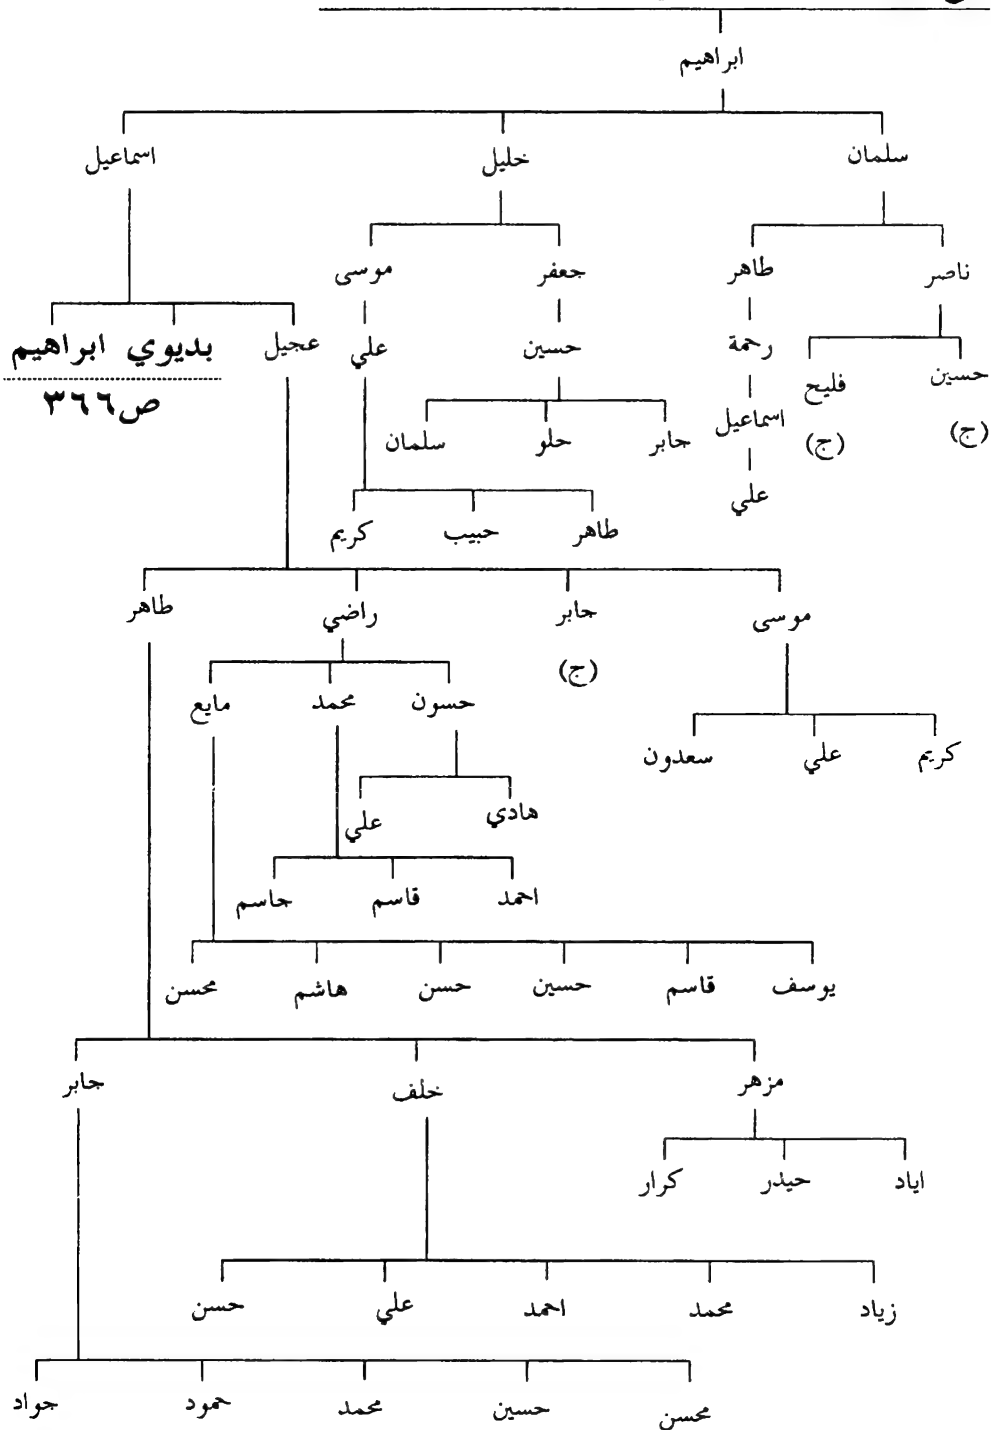 ابراهيم
سلمان خليل اسماعيل
ناصر طاهر جعفر موسى
حسين فليح رحمة حسين علي عجيل بديوي ابراهيم
ص٣٦٦
(ج) (ج) اسماعيل جابر حلو سلمان
علي
طاهر حبيب كريم
موسى جابر راضي طاهر
(ج)
حسون محمد مايع
كريم علي سعدون
هادي علي
احمد قاسم جاسم
يوسف قاسم حسين حسن هاشم محسن
مزهر خلف جابر
اياد حيدر كرار
زياد محمد احمد علي حسن
محسن حسين محمد حمود جواد